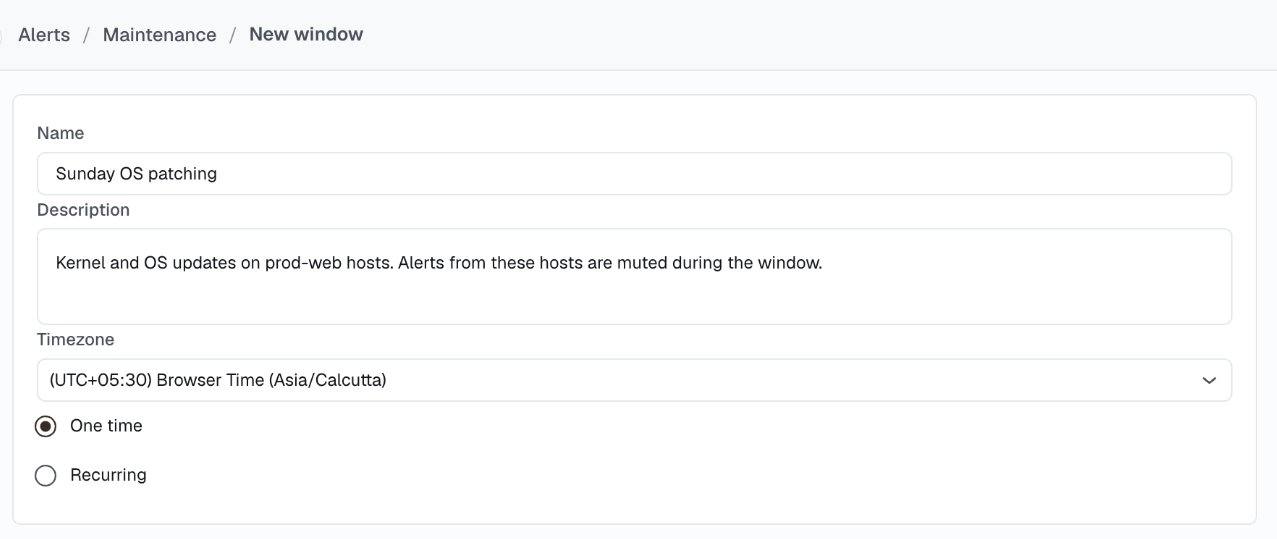 Alerts / Maintenance / New window
Name
Sunday OS patching
Description
Kernel and OS updates on prod-web hosts. Alerts from these hosts are muted during the window.
Timezone
(UTC+05:30) Browser Time (Asia/Calcutta)
One time
Recurring